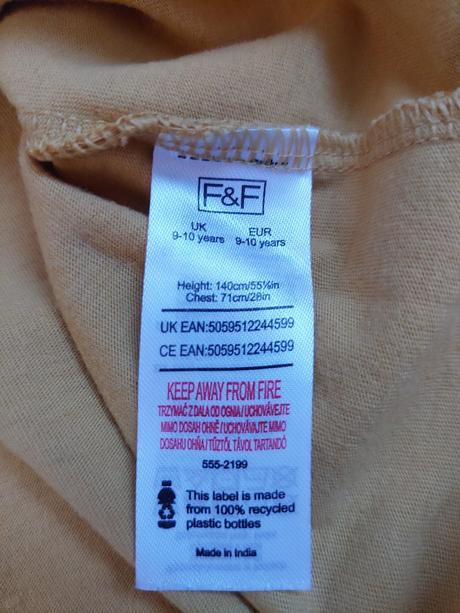 F&F
UK EUR
9-10 years 9-10 years
Height: 140cm/55⅛in
Chest: 71cm/28in
UK EAN:5059512244599
CE EAN:5059512244599
KEEP AWAY FROM FIRE
TRZYMAĆ Z DALA OD OGNIA/UCHOVÁVEJTE
MIMO DOSAH OHNĚ/UCHOVÁVAJTE MIMO
DOSAHU OHŇA/TŰZTŐL TÁVOL TARTANDÓ
555-2199
This label is made
from 100% recycled
plastic bottles
Made in India